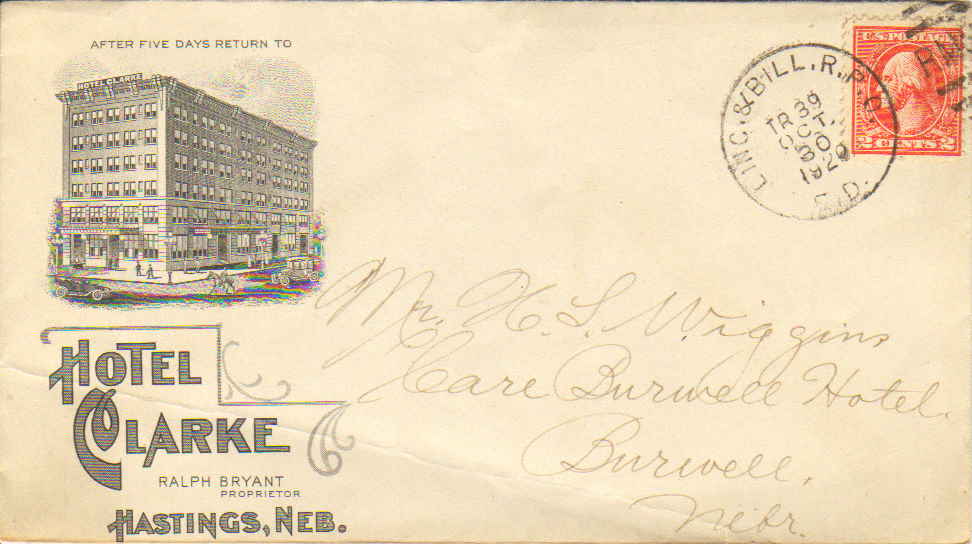 AFTER FIVE DAYS RETURN TO
HOTEL CLARKE
HOTEL
CLARKE
RALPH BRYANT
PROPRIETOR
HASTINGS, NEB.
LINC. & BILL. R.P.O.
TR 39
OCT
192
R.D.
U.S. POSTAGE
2 CENTS 2
P.M.
Mr. H. S. Wiggins
Care Burwell Hotel.
Burwell,
Nebr.